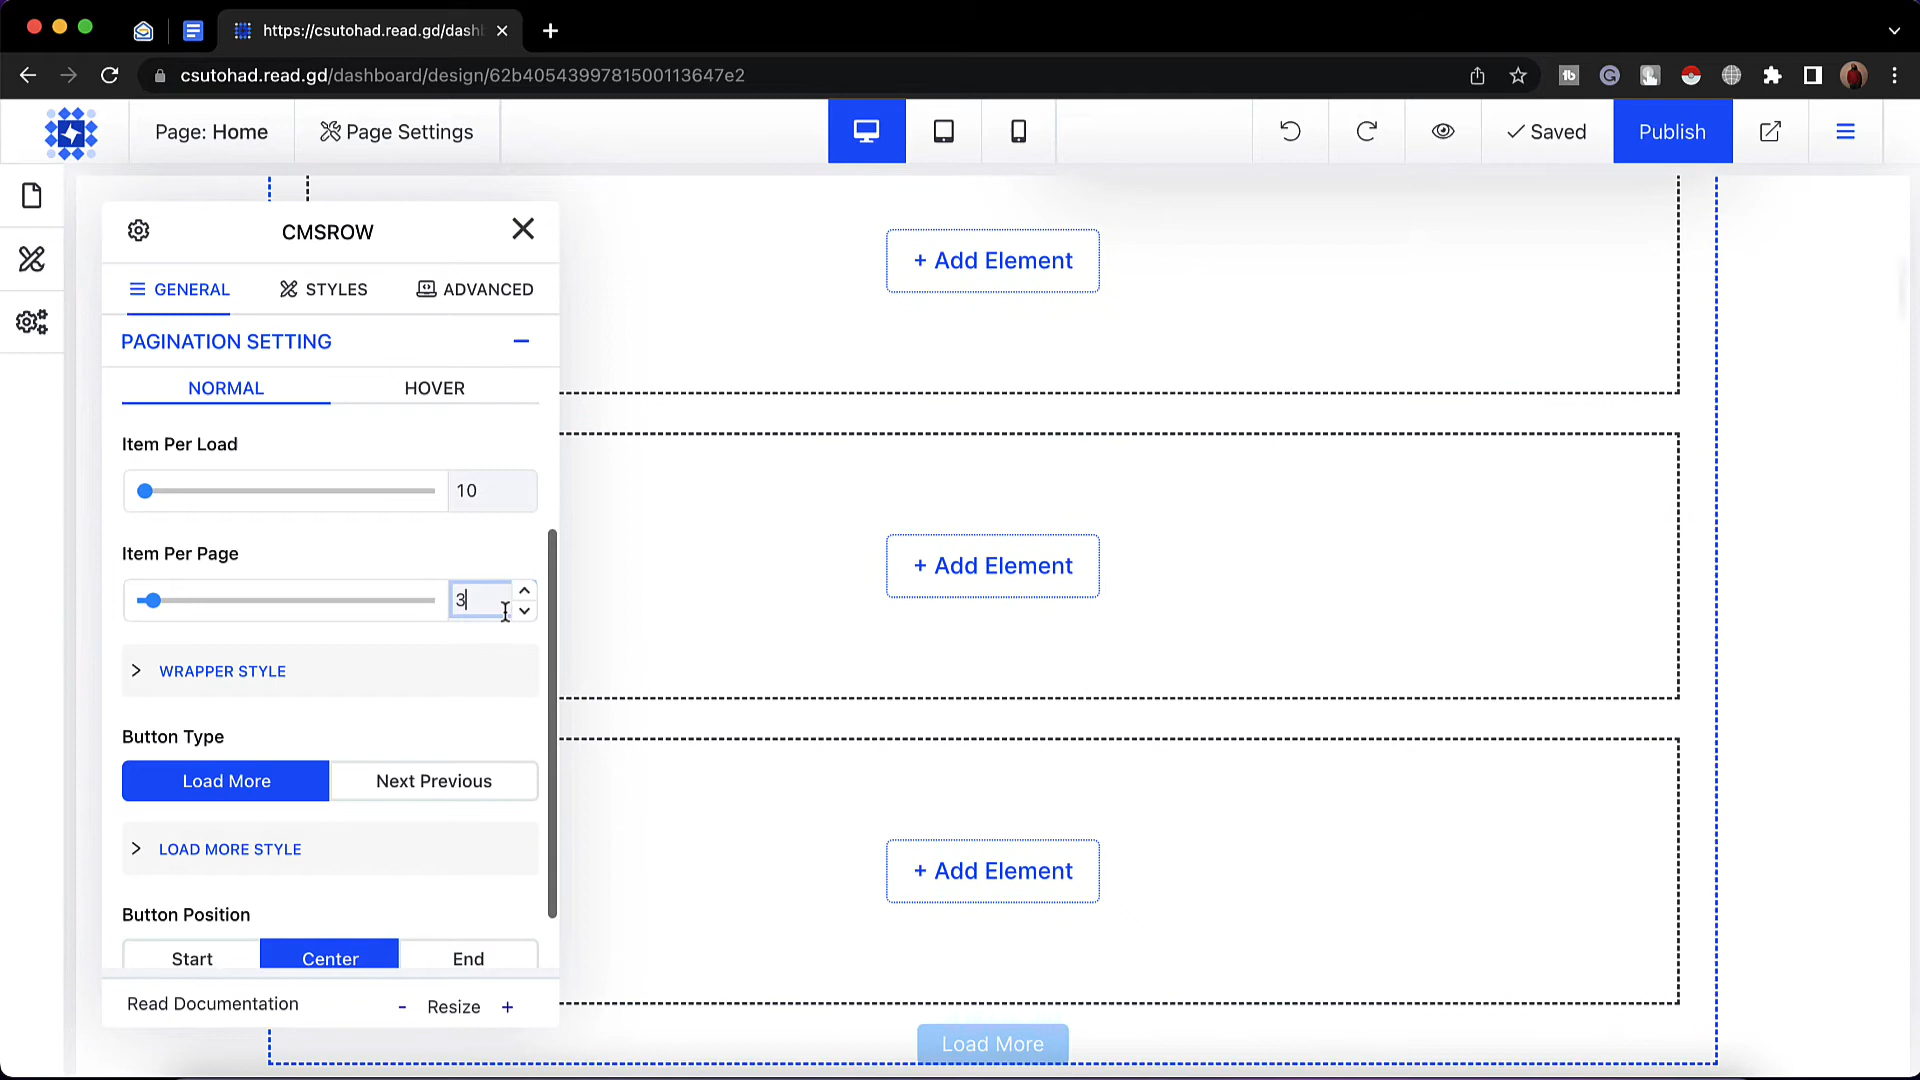 https://csutohad.read.gd/dash
csutohad.read.gd/dashboard/design/62b4054399781500113647e2
Page: Home
Page Settings
Saved
Publish
CMSROW
GENERAL
STYLES
ADVANCED
PAGINATION SETTING
NORMAL
HOVER
Item Per Load
10
Item Per Page
3
WRAPPER STYLE
Button Type
Load More
Next Previous
LOAD MORE STYLE
Button Position
Start
Center
End
Read Documentation
- Resize +
+ Add Element
+ Add Element
+ Add Element
Load More